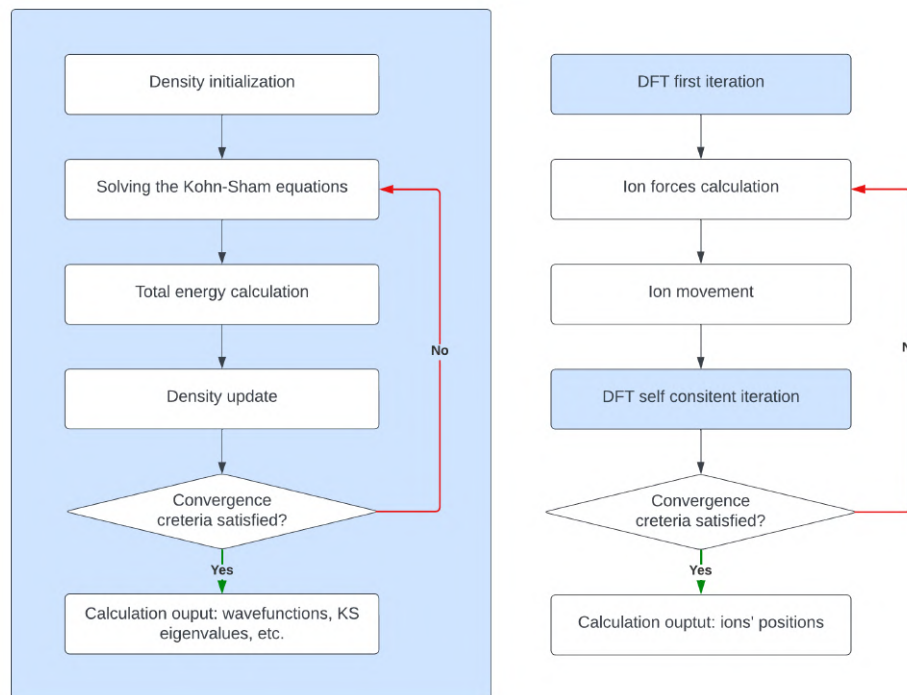 Density initialization
Solving the Kohn-Sham equations
Total energy calculation
No
Density update
Convergence
creteria satisfied?
Yes
Calculation ouput: wavefunctions, KS
eigenvalues, etc.
DFT first iteration
Ion forces calculation
Ion movement
N
DFT self consitent iteration
Convergence
creteria satisfied?
Yes
Calculation ouptut: ions' positions